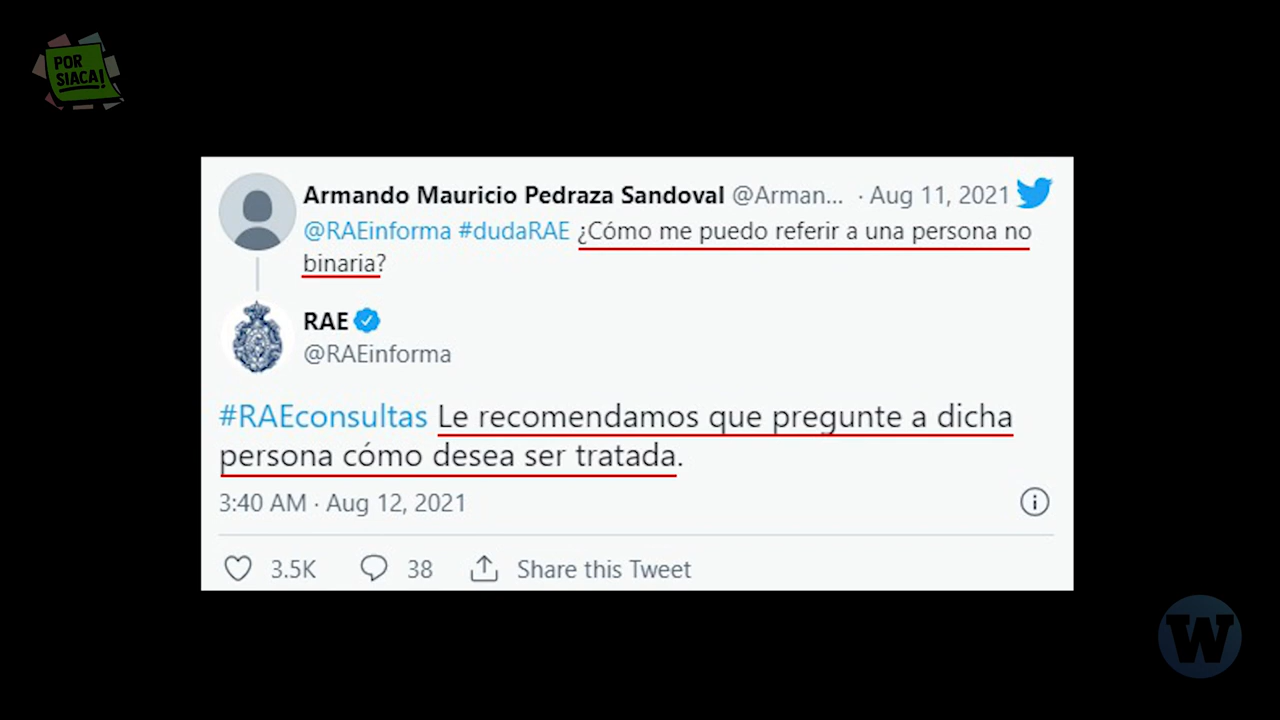 POR
SIACA!
Armando Mauricio Pedraza Sandoval @Arman... · Aug 11, 2021
@RAEinforma #dudaRAE ¿Cómo me puedo referir a una persona no
binaria?
RAE
@RAEinforma
#RAEconsultas Le recomendamos que pregunte a dicha
persona cómo desea ser tratada.
3:40 AM · Aug 12, 2021
3.5K 38 Share this Tweet
W